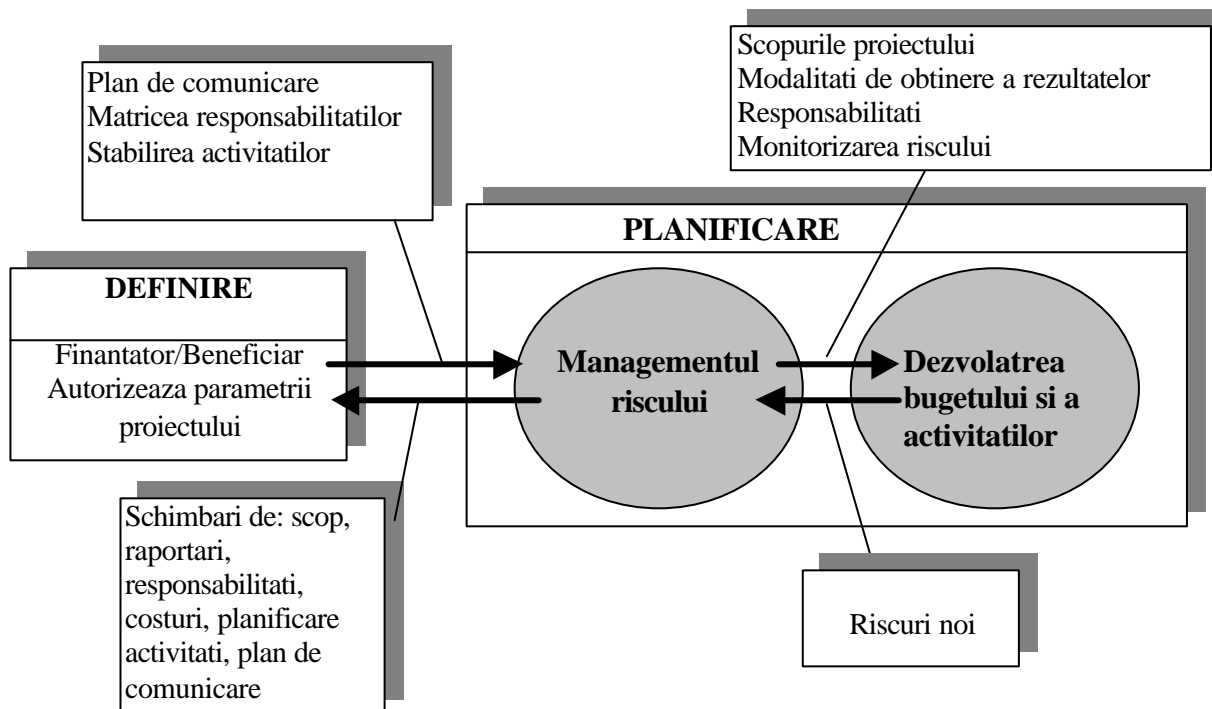 Plan de comunicare
Matricea responsabilitatilor
Stabilirea activitatilor
Scopurile proiectului
Modalitati de obtinere a rezultatelor
Responsabilitati
Monitorizarea riscului
PLANIFICARE
DEFINIRE
Finantator/Beneficiar
Autorizeaza parametrii
proiectului
Managementul
riscului
Dezvolatrea
bugetului si a
activitatilor
Schimbari de: scop,
raportari,
responsabilitati,
costuri, planificare
activitati, plan de
comunicare
Riscuri noi